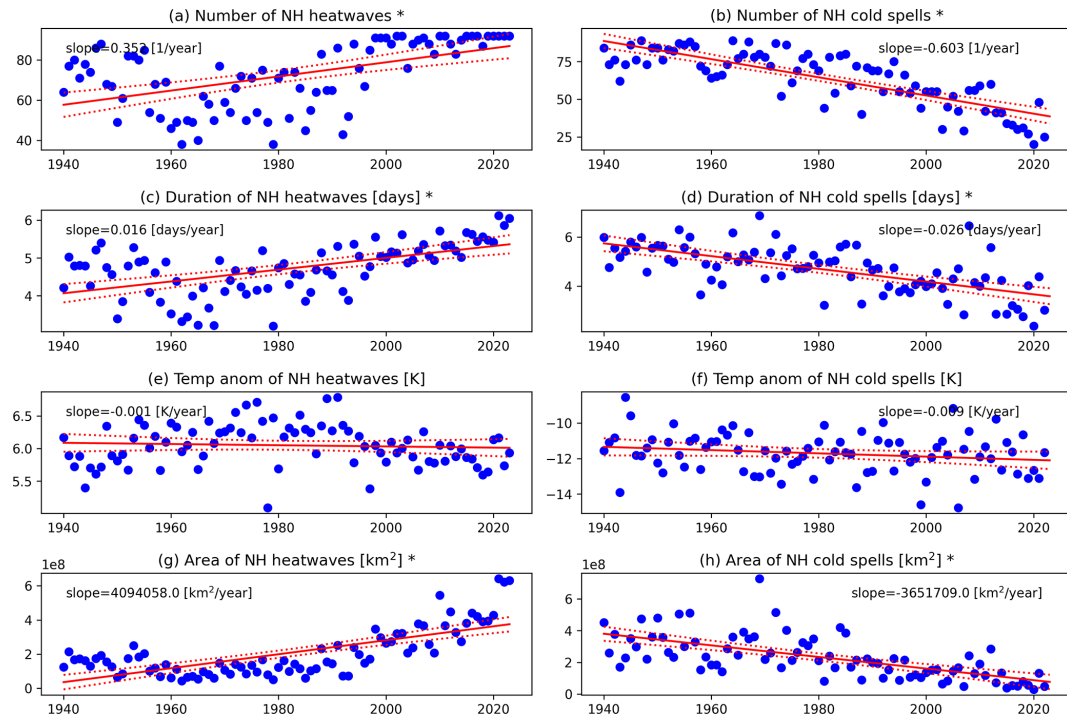 (a) Number of NH heatwaves *
slope=0.352 [1/year]
80
60
40
1940 1960 1980 2000 2020
(b) Number of NH cold spells *
slope=-0.603 [1/year]
75
50
25
1940 1960 1980 2000 2020
(c) Duration of NH heatwaves [days] *
slope=0.016 [days/year]
6
5
4
1940 1960 1980 2000 2020
(d) Duration of NH cold spells [days] *
slope=-0.026 [days/year]
6
4
1940 1960 1980 2000 2020
(e) Temp anom of NH heatwaves [K]
slope=-0.001 [K/year]
6.5
6.0
5.5
1940 1960 1980 2000 2020
(f) Temp anom of NH cold spells [K]
slope=-0.009 [K/year]
−10
−12
−14
1940 1960 1980 2000 2020
(g) Area of NH heatwaves [km²] *
1e8
slope=4094058.0 [km²/year]
6
4
2
0
1940 1960 1980 2000 2020
(h) Area of NH cold spells [km²] *
1e8
slope=-3651709.0 [km²/year]
6
4
2
0
1940 1960 1980 2000 2020